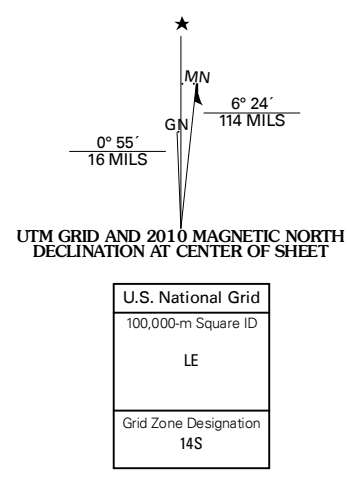 MN
GN
6° 24´
114 MILS
0° 55´
16 MILS
UTM GRID AND 2010 MAGNETIC NORTH
DECLINATION AT CENTER OF SHEET
U.S. National Grid
100,000-m Square ID
LE
Grid Zone Designation
14S